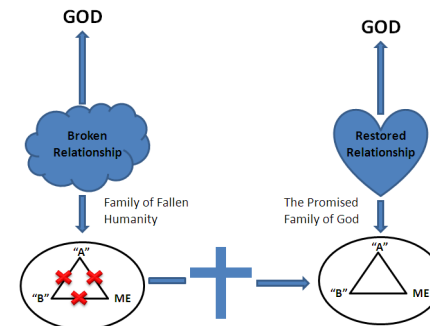 GOD
Broken
Relationship
Family of Fallen
Humanity
"A"
"B"
ME
GOD
Restored
Relationship
The Promised
Family of God
"A"
"B"
ME